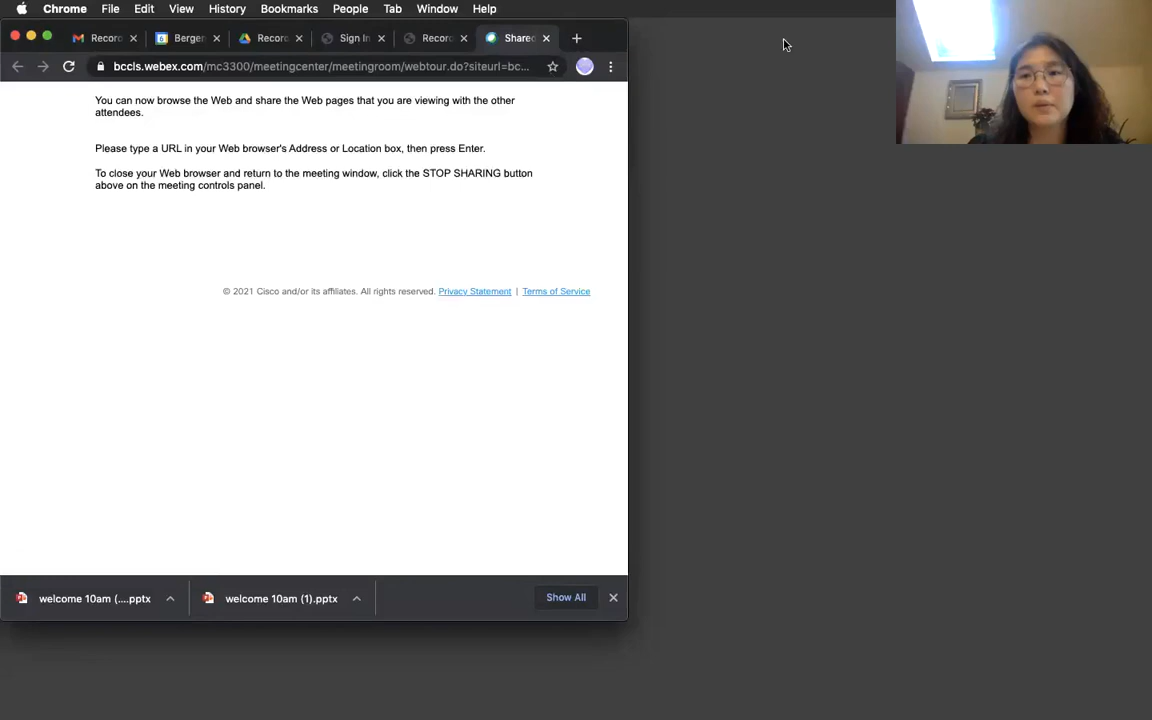 Chrome File Edit View History Bookmarks People Tab Window Help
Recor Bergen Recor Sign In Recor Shared
bccls.webex.com/mc3300/meetingcenter/meetingroom/webtour.do?siteurl=bc...
You can now browse the Web and share the Web pages that you are viewing with the other
attendees.
Please type a URL in your Web browser's Address or Location box, then press Enter.
To close your Web browser and return to the meeting window, click the STOP SHARING button
above on the meeting controls panel.
© 2021 Cisco and/or its affiliates. All rights reserved. Privacy Statement | Terms of Service
welcome 10am (....pptx welcome 10am (1).pptx Show All